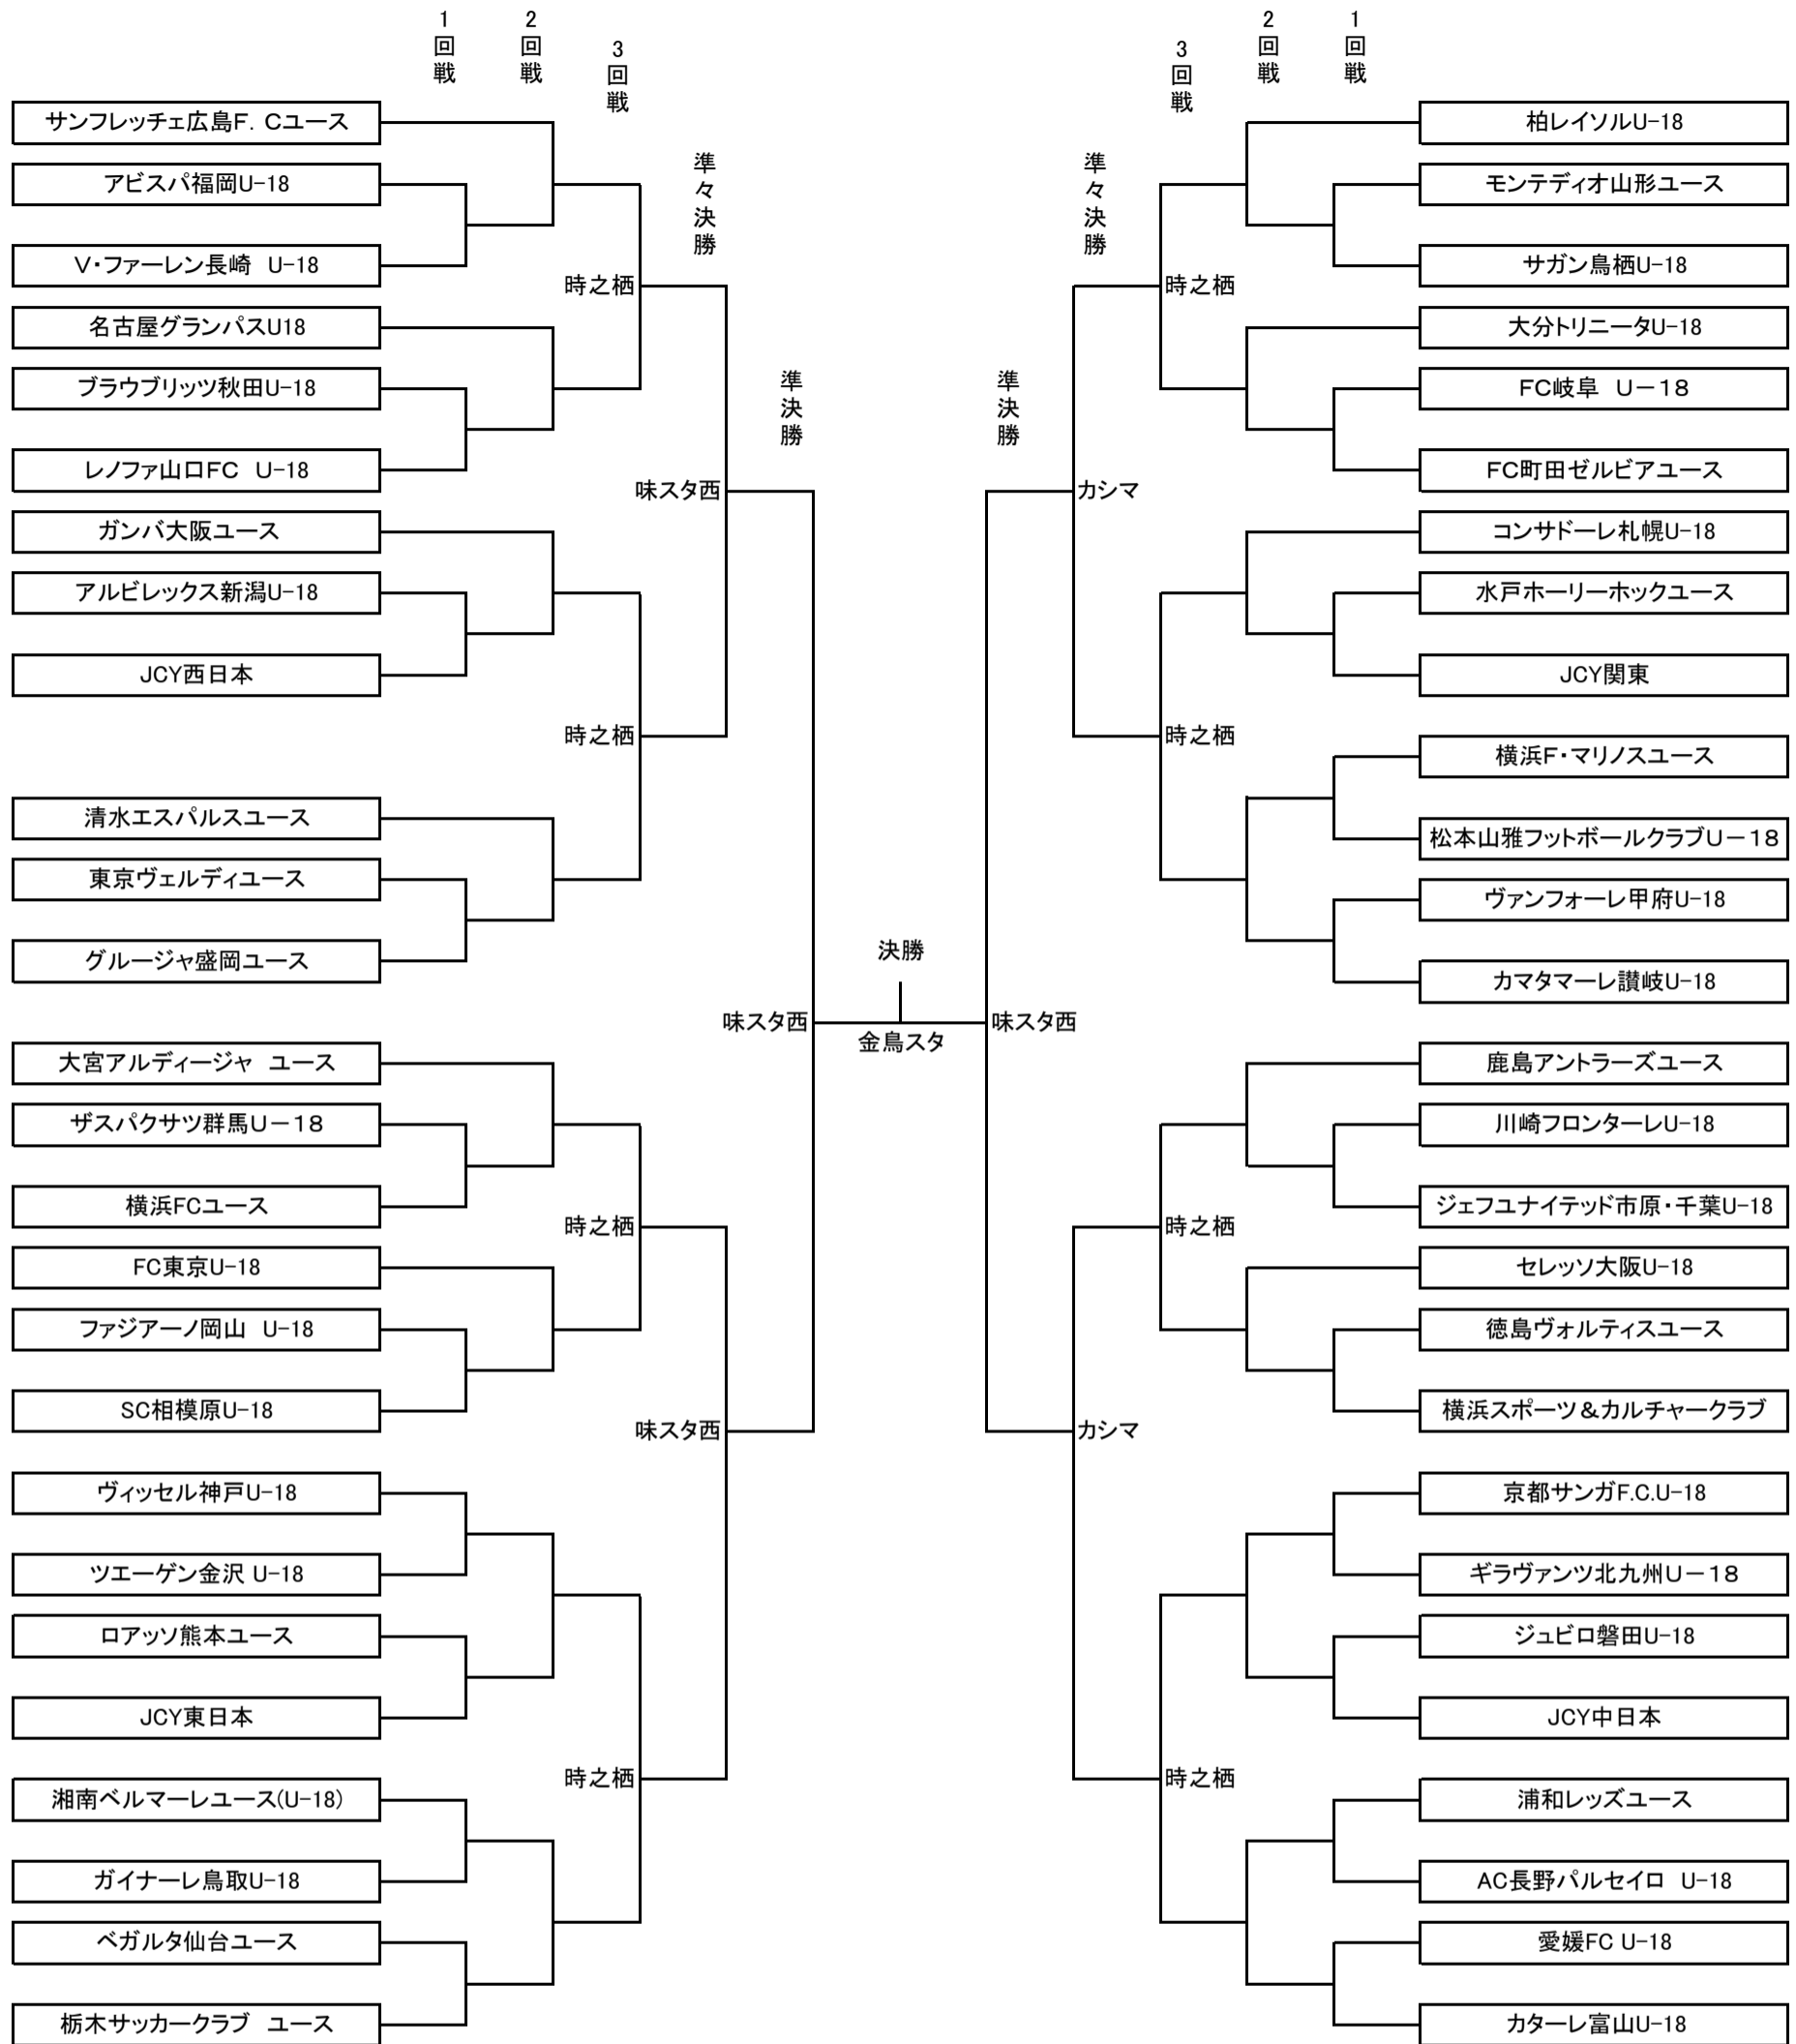 1回戦
2回戦
3回戦
準々決勝
準決勝
サンフレッチェ広島F．Cユース
アビスパ福岡U-18
V・ファーレン長崎　U-18
時之栖
名古屋グランパスU18
ブラウブリッツ秋田U-18
レノファ山口FC　U-18
味スタ西
ガンバ大阪ユース
アルビレックス新潟U-18
JCY西日本
時之栖
清水エスパルスユース
東京ヴェルディユース
グルージャ盛岡ユース
味スタ西
大宮アルディージャ　ユース
ザスパクサツ群馬U－18
横浜FCユース
時之栖
FC東京U-18
ファジアーノ岡山　U-18
SC相模原U-18
味スタ西
ヴィッセル神戸U-18
ツエーゲン金沢 U-18
ロアッソ熊本ユース
JCY東日本
時之栖
湘南ベルマーレユース(U-18)
ガイナーレ鳥取U-18
ベガルタ仙台ユース
栃木サッカークラブ　ユース
決勝
金鳥スタ
準決勝
準々決勝
3回戦
2回戦
1回戦
柏レイソルU-18
モンテディオ山形ユース
サガン鳥栖U-18
時之栖
大分トリニータU-18
FC岐阜　U－18
FC町田ゼルビアユース
カシマ
コンサドーレ札幌U-18
水戸ホーリーホックユース
JCY関東
時之栖
横浜F・マリノスユース
松本山雅フットボールクラブU－18
ヴァンフォーレ甲府U-18
カマタマーレ讃岐U-18
味スタ西
鹿島アントラーズユース
川崎フロンターレU-18
ジェフユナイテッド市原・千葉U-18
時之栖
セレッソ大阪U-18
徳島ヴォルティスユース
横浜スポーツ＆カルチャークラブ
カシマ
京都サンガF.C.U-18
ギラヴァンツ北九州U－18
ジュビロ磐田U-18
JCY中日本
時之栖
浦和レッズユース
AC長野パルセイロ　U-18
愛媛FC U-18
カターレ富山U-18